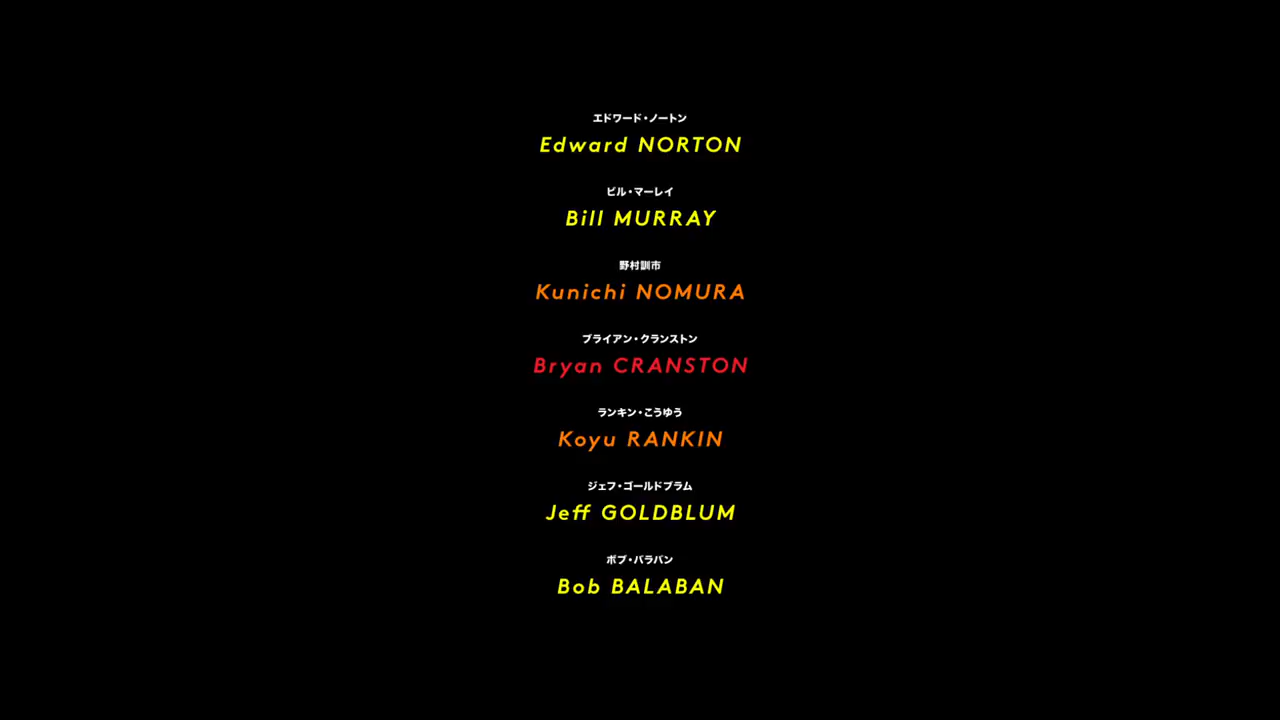 エドワード・ノートン
Edward NORTON
ビル・マーレイ
Bill MURRAY
野村訓市
Kunichi NOMURA
ブライアン・クランストン
Bryan CRANSTON
ランキン・こうゆう
Koyu RANKIN
ジェフ・ゴールドブラム
Jeff GOLDBLUM
ボブ・バラバン
Bob BALABAN